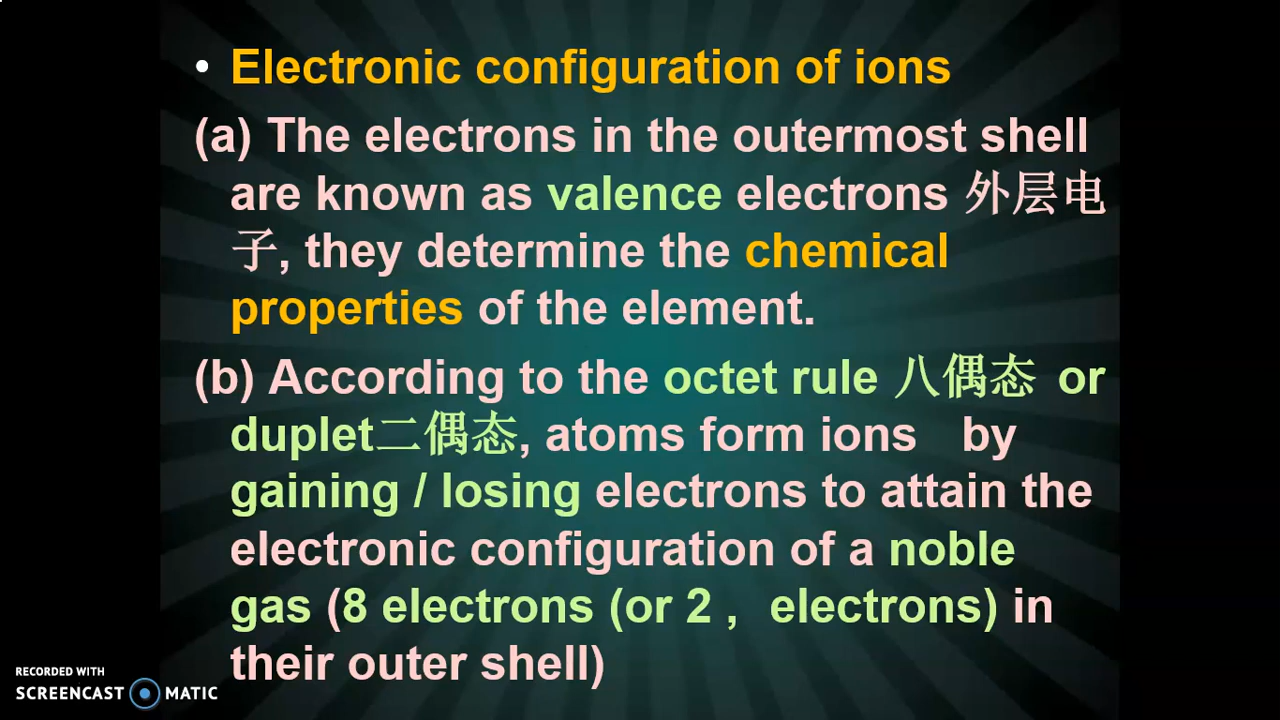 • Electronic configuration of ions
(a) The electrons in the outermost shell
are known as valence electrons 外层电
子, they determine the chemical
properties of the element.
(b) According to the octet rule 八偶态 or
duplet二偶态, atoms form ions by
gaining / losing electrons to attain the
electronic configuration of a noble
gas (8 electrons (or 2 , electrons) in
their outer shell)
RECORDED WITH
SCREENCAST MATIC